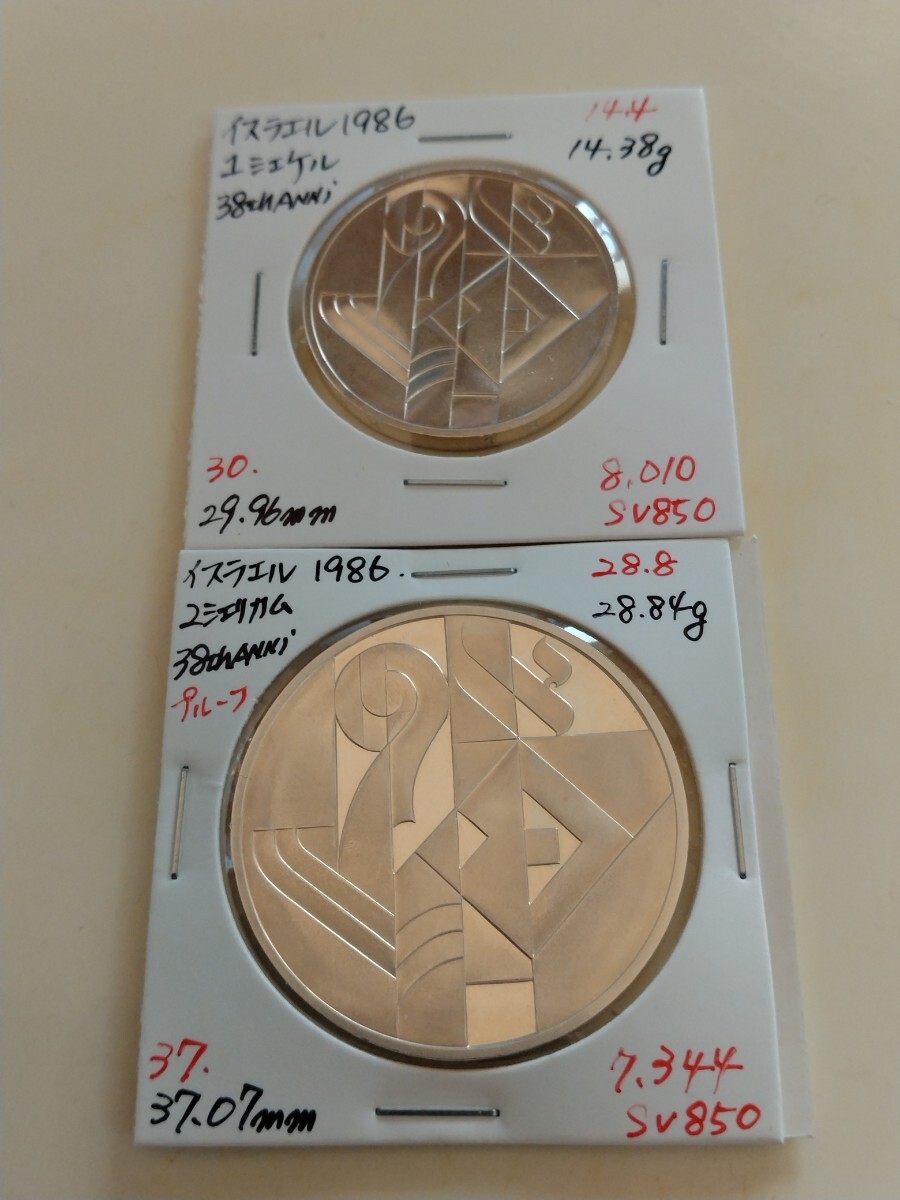 イスラエル1986
14.4
1シェケル
14.38g
38thANNi
30.
8,010
29.96mm
SV850
イスラエル 1986.
28.8
2シェケリム
28.84g
38thANNi
プルーフ
37.
7.344
37.07mm
SV850